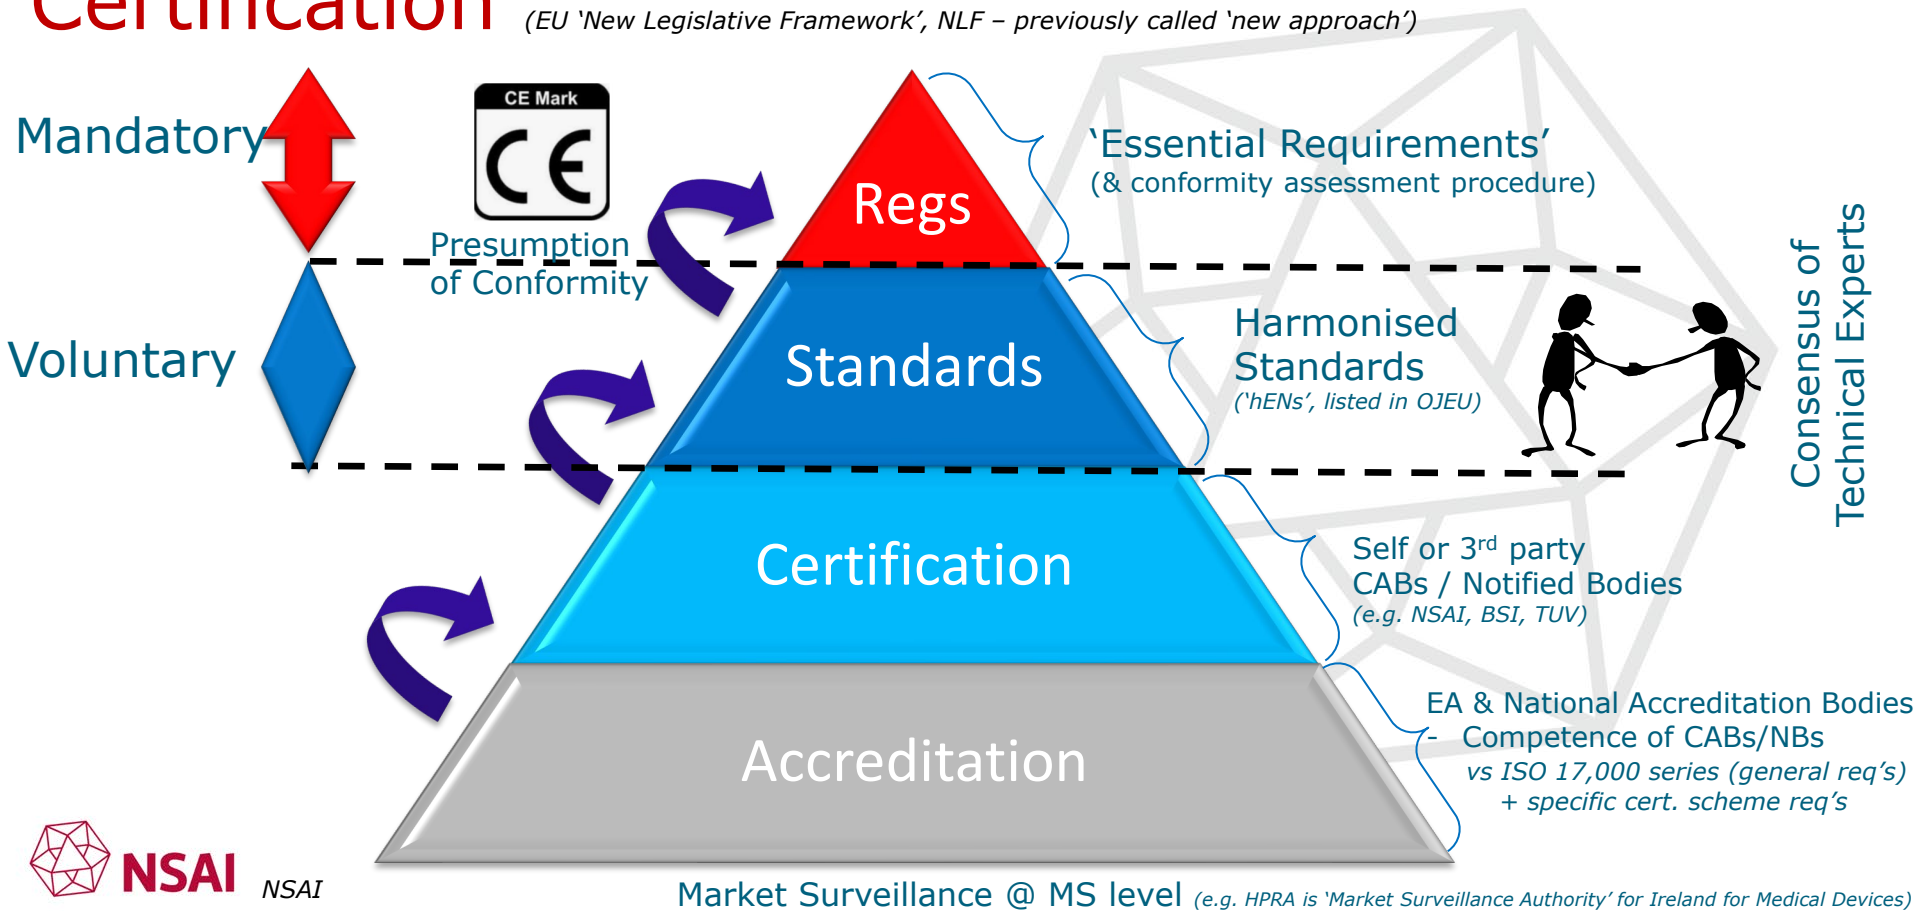 Certification (EU ‘New Legislative Framework’, NLF – previously called ‘new approach’)
Mandatory
CE Mark
CE
Presumption
of Conformity
Regs
‘Essential Requirements’
(& conformity assessment procedure)
Voluntary
Standards
Harmonised
Standards
(‘hENs’, listed in OJEU)
Consensus of
Technical Experts
Certification
Self or 3rd party
CABs / Notified Bodies
(e.g. NSAI, BSI, TUV)
Accreditation
EA & National Accreditation Bodies
- Competence of CABs/NBs
vs ISO 17,000 series (general req’s)
+ specific cert. scheme req’s
NSAI
NSAI
Market Surveillance @ MS level (e.g. HPRA is ‘Market Surveillance Authority’ for Ireland for Medical Devices)